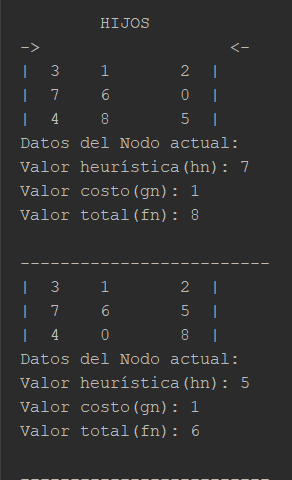 HIJOS
-> <-
| 3 1 2 |
| 7 6 0 |
| 4 8 5 |
Datos del Nodo actual:
Valor heurística(hn): 7
Valor costo(gn): 1
Valor total(fn): 8
-------------------------
| 3 1 2 |
| 7 6 5 |
| 4 0 8 |
Datos del Nodo actual:
Valor heurística(hn): 5
Valor costo(gn): 1
Valor total(fn): 6
-------------------------